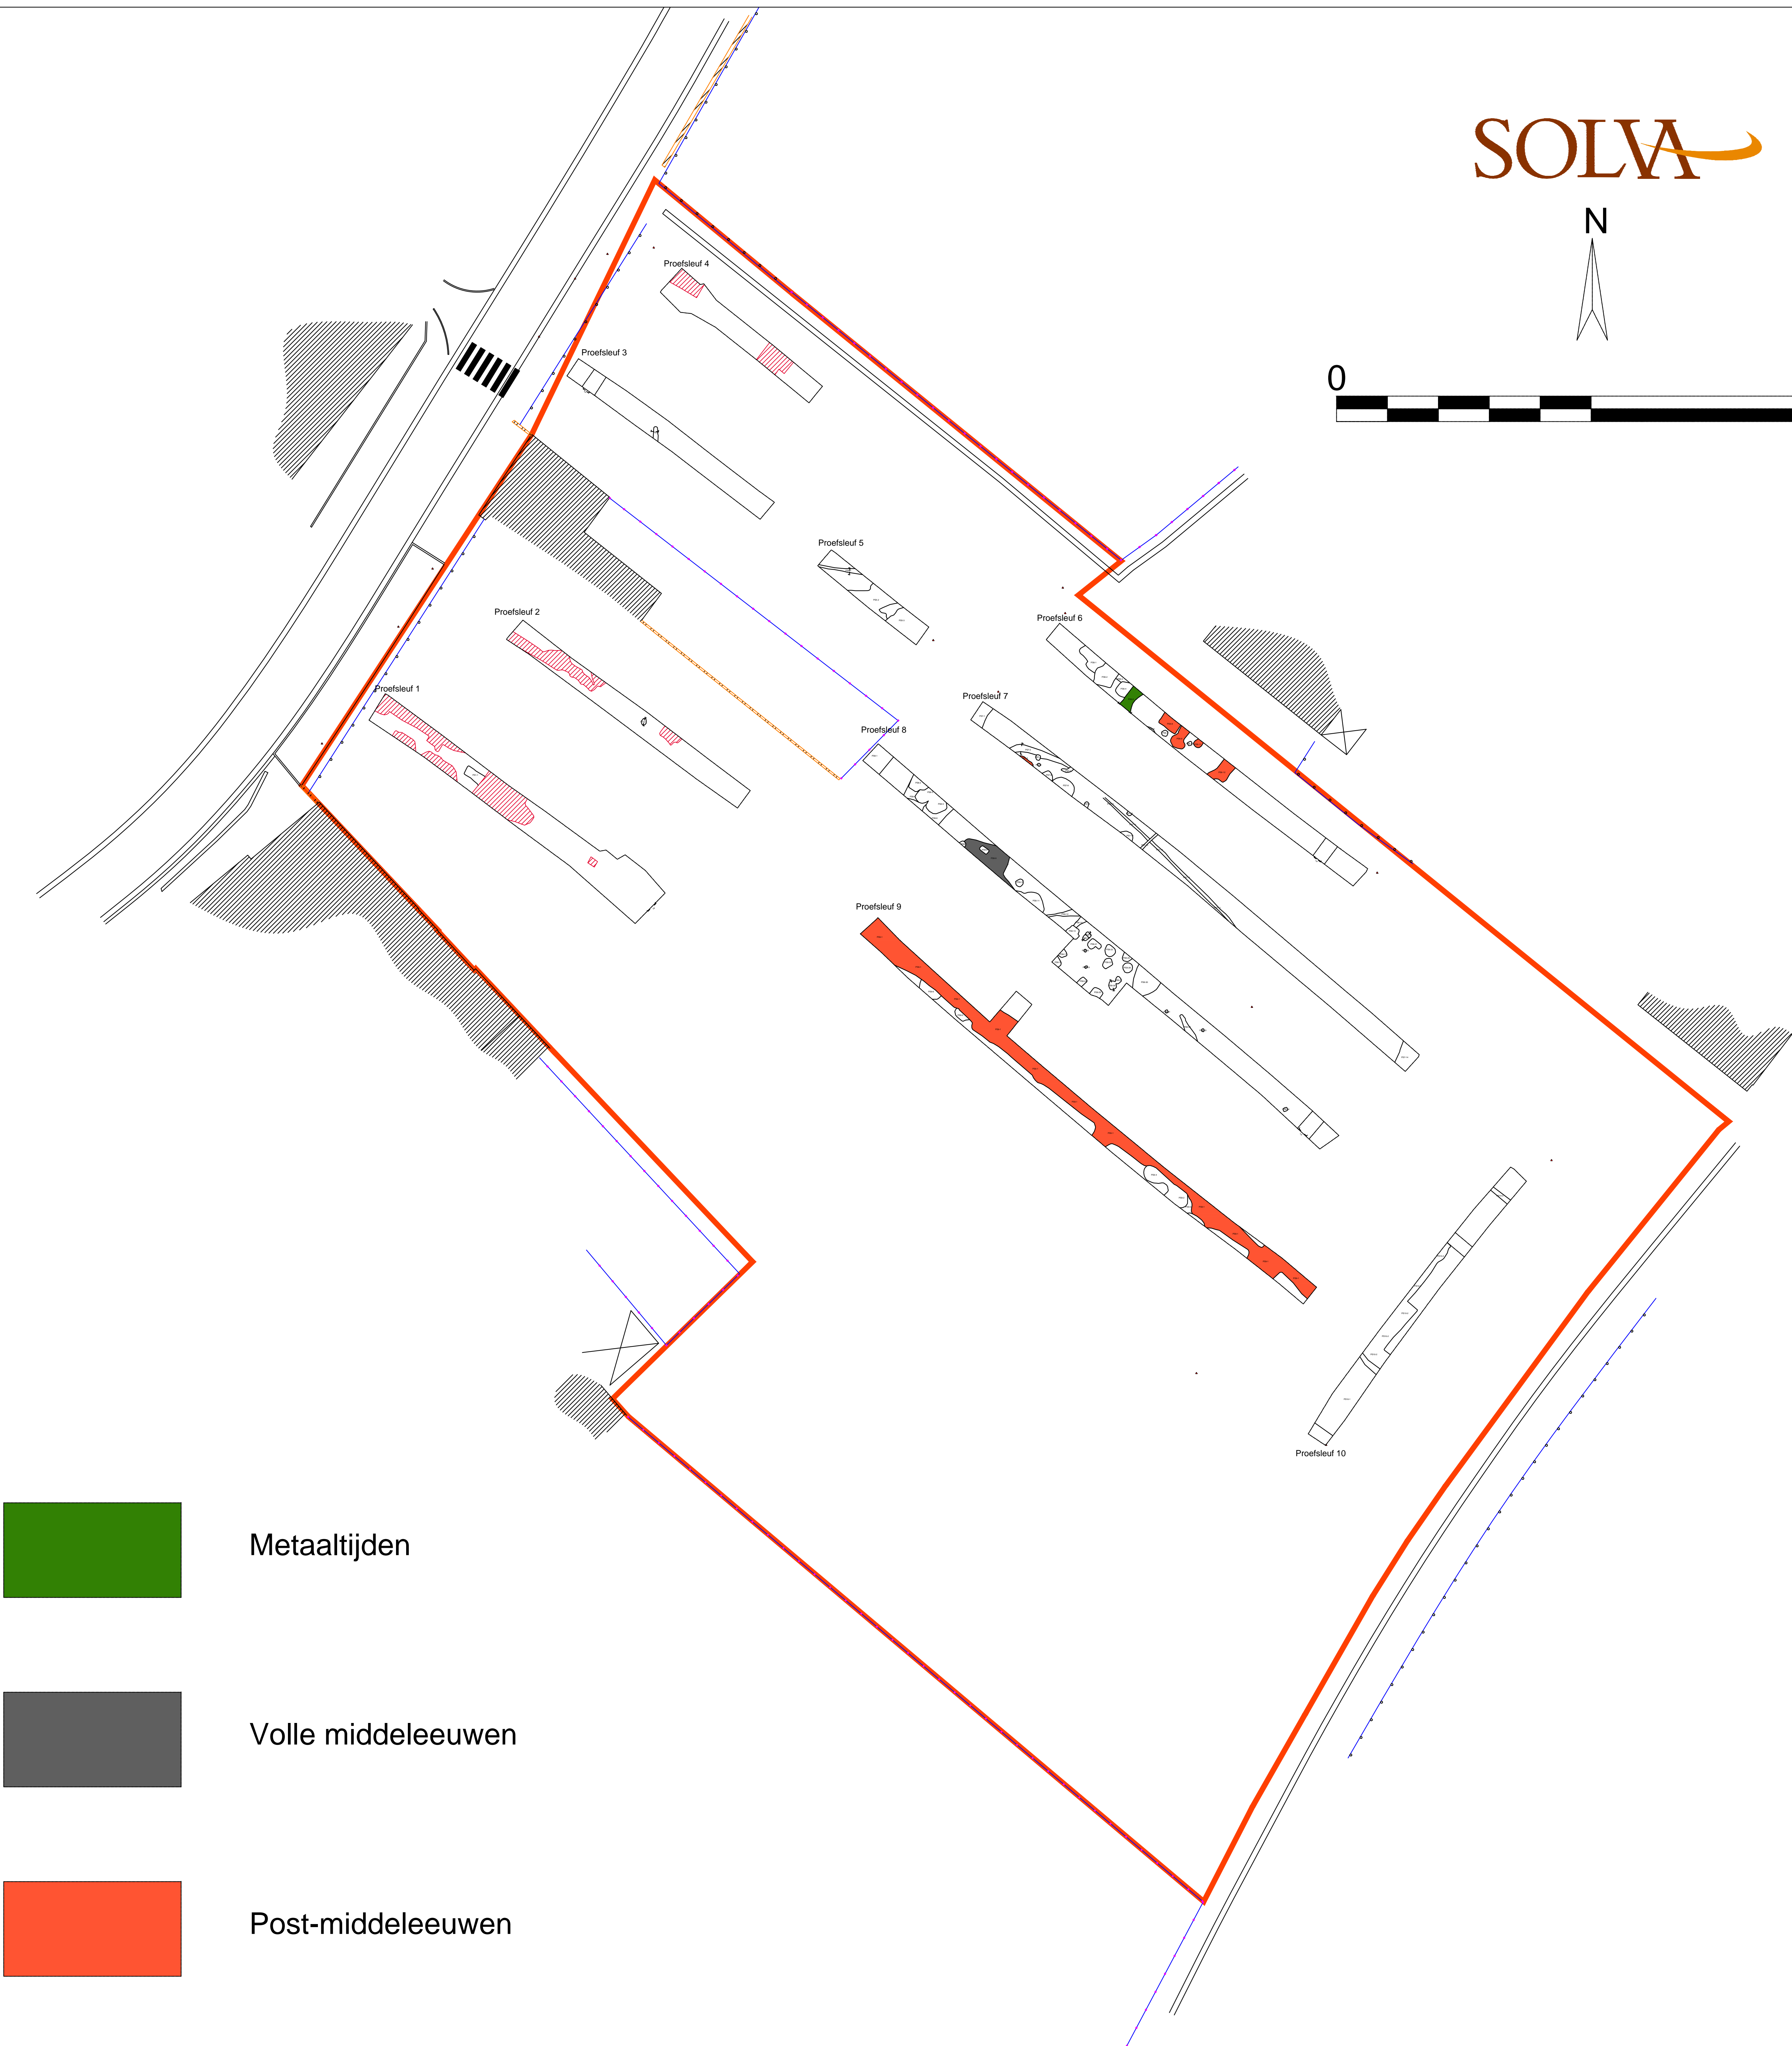 SOLVA
N
0
Proefsleuf 4
Proefsleuf 3
Proefsleuf 5
Proefsleuf 2
Proefsleuf 6
Proefsleuf 1
Proefsleuf 7
Proefsleuf 8
Proefsleuf 9
Proefsleuf 10
Metaaltijden
Volle middeleeuwen
Post-middeleeuwen